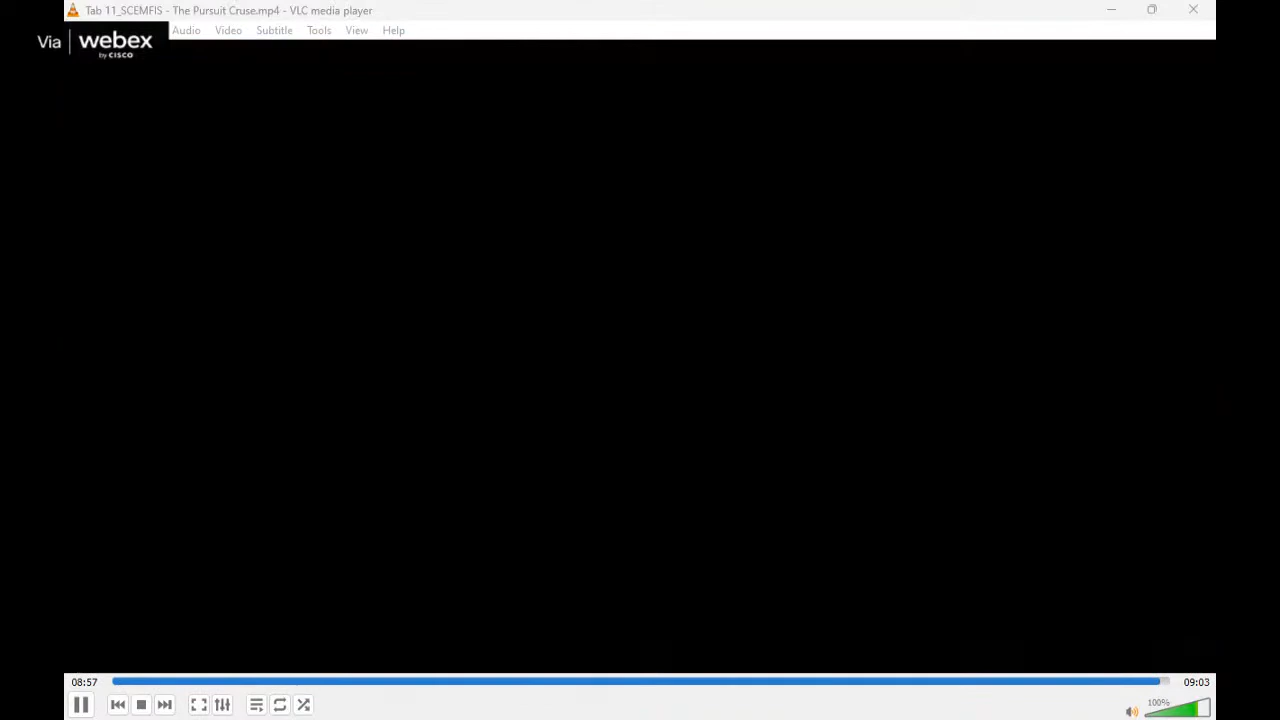 Tab 11_SCEMFIS - The Pursuit Cruse.mp4 - VLC media player
Via webex by CISCO
Audio Video Subtitle Tools View Help
08:57
09:03
100%